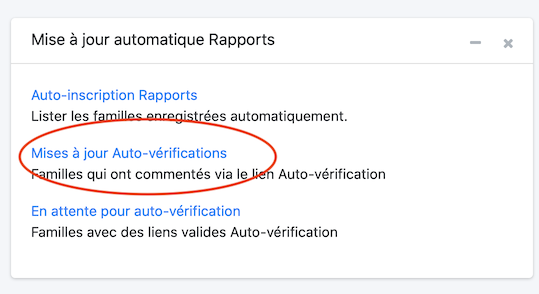 Mise à jour automatique Rapports
Auto-inscription Rapports
Lister les familles enregistrées automatiquement.
Mises à jour Auto-vérifications
Familles qui ont commentés via le lien Auto-vérification
En attente pour auto-vérification
Familles avec des liens valides Auto-vérification